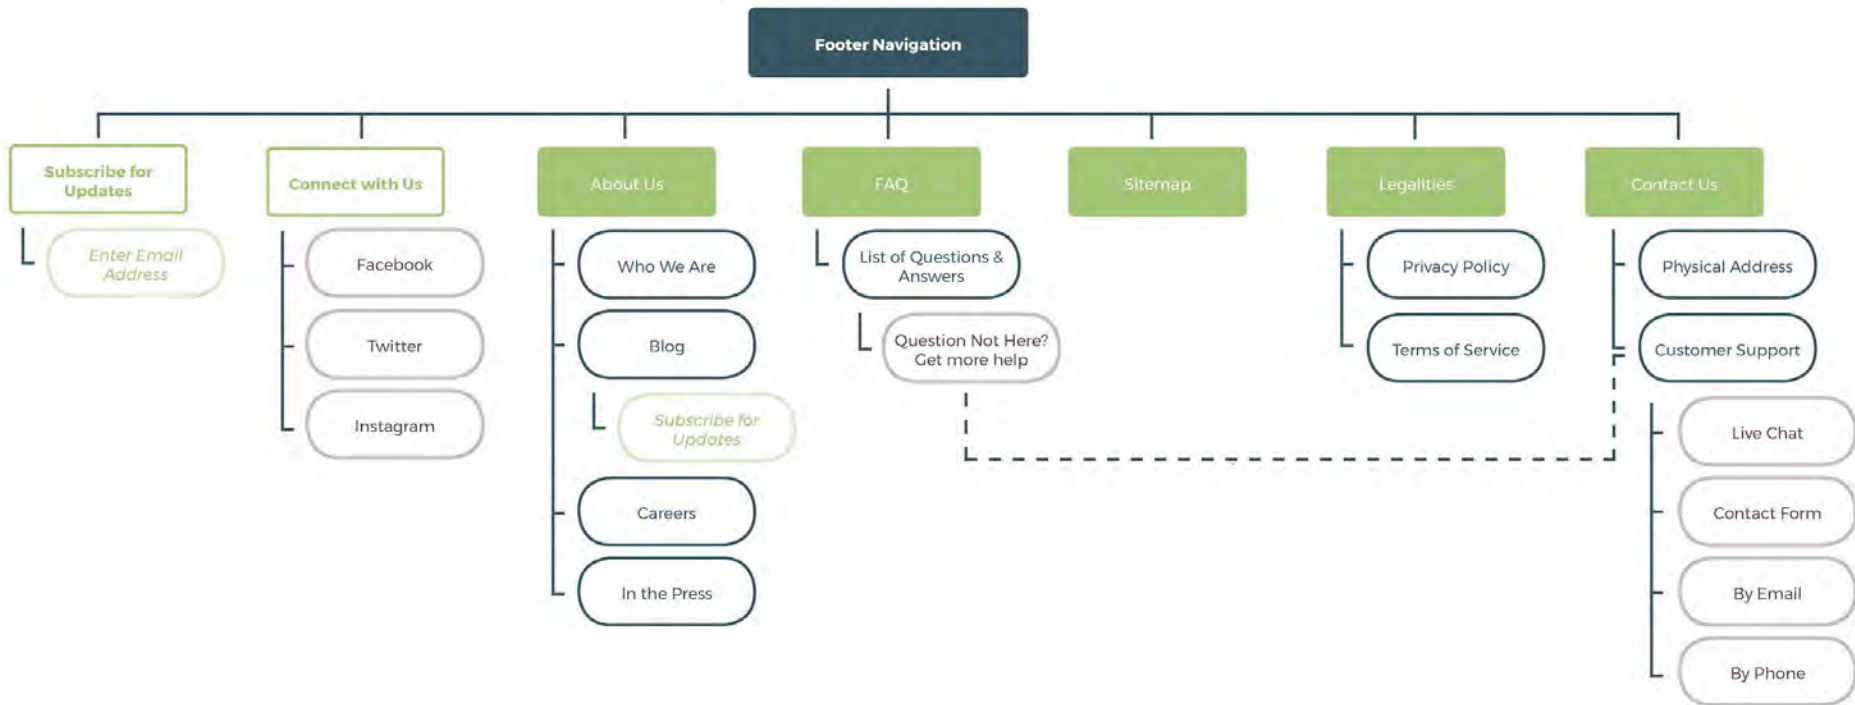 Footer Navigation
Subscribe for
Updates
Enter Email
Address
Connect with Us
Facebook
Twitter
Instagram
About Us
Who We Are
Blog
Subscribe for
Updates
Careers
In the Press
FAQ
List of Questions &
Answers
Question Not Here?
Get more help
Sitemap
Legalities
Privacy Policy
Terms of Service
Contact Us
Physical Address
Customer Support
Live Chat
Contact Form
By Email
By Phone